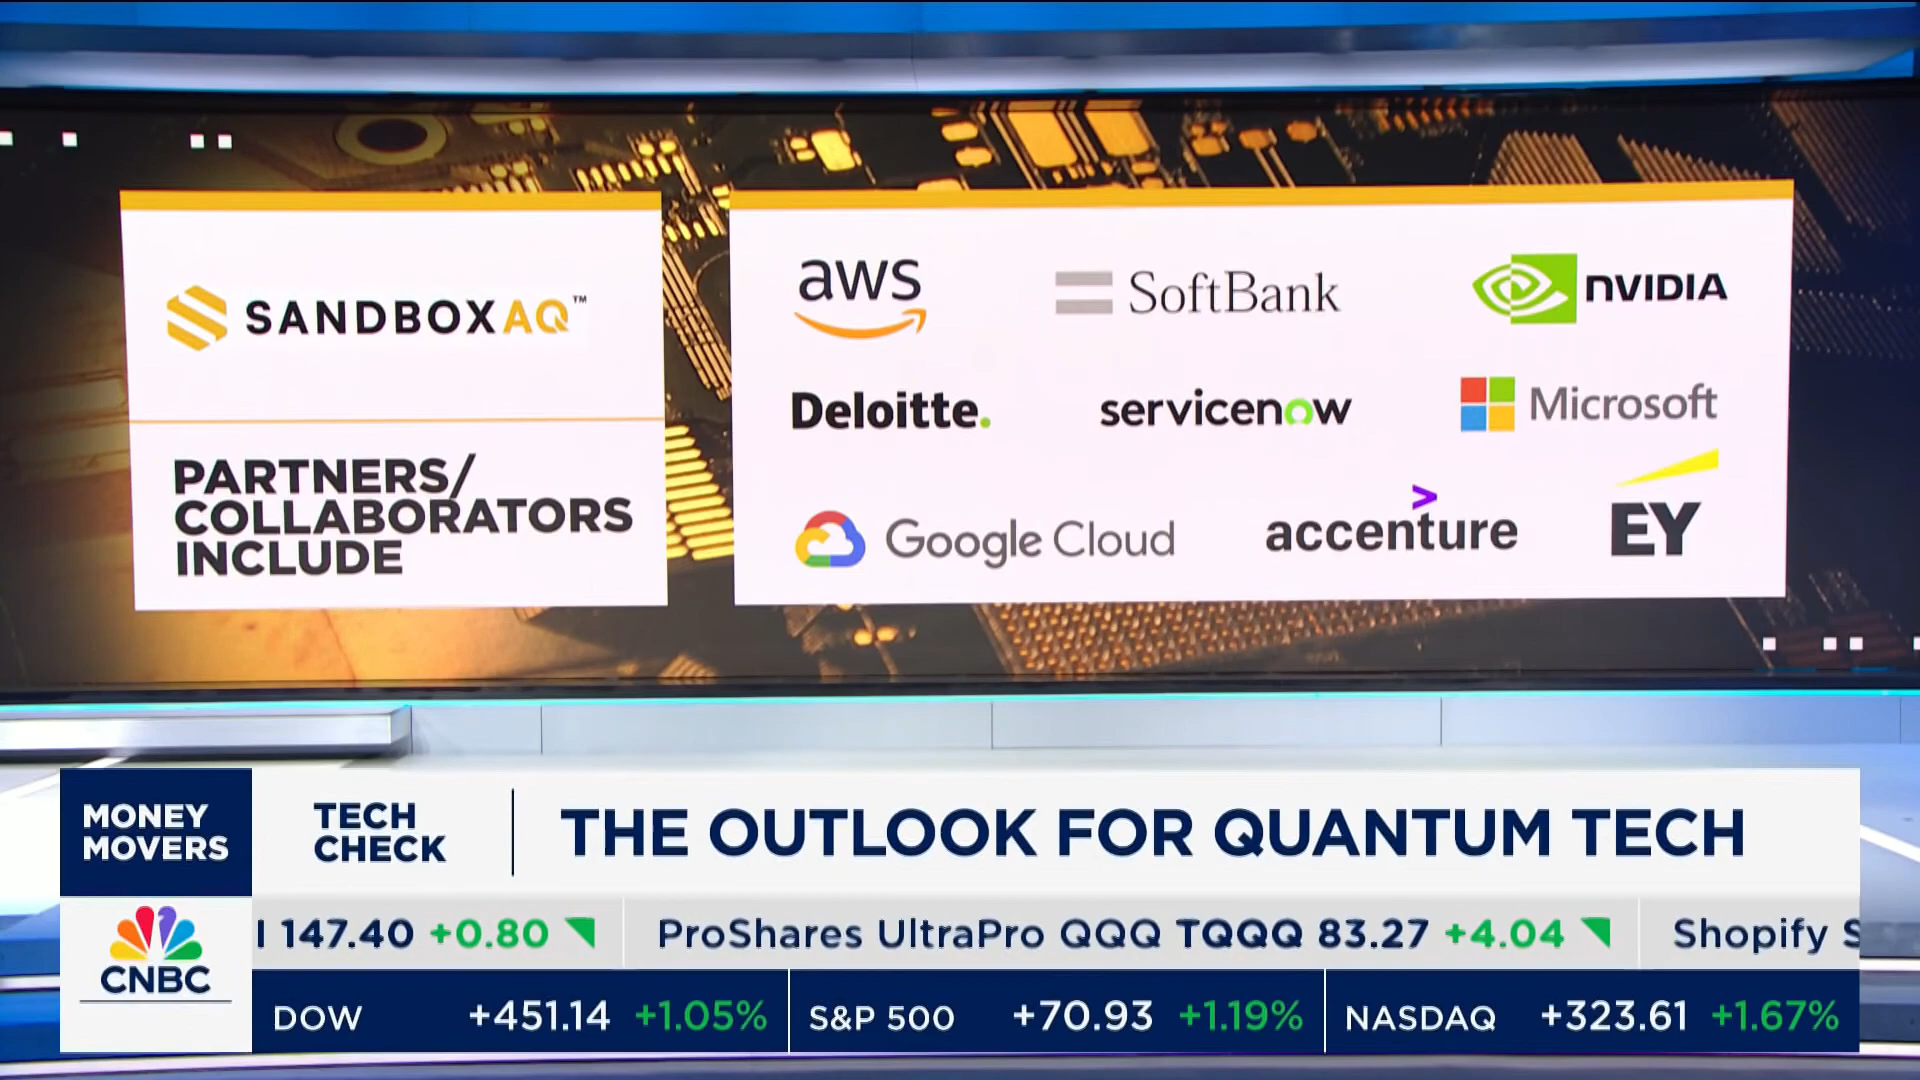 SANDBOXAQ™
PARTNERS/
COLLABORATORS
INCLUDE
aws
SoftBank
NVIDIA
Deloitte.
servicenow
Microsoft
Google Cloud
accenture
EY
MONEY
MOVERS
TECH
CHECK
THE OUTLOOK FOR QUANTUM TECH
147.40 +0.80
ProShares UltraPro QQQ TQQQ 83.27 +4.04
Shopify
CNBC
DOW +451.14 +1.05%
S&P 500 +70.93 +1.19%
NASDAQ +323.61 +1.67%